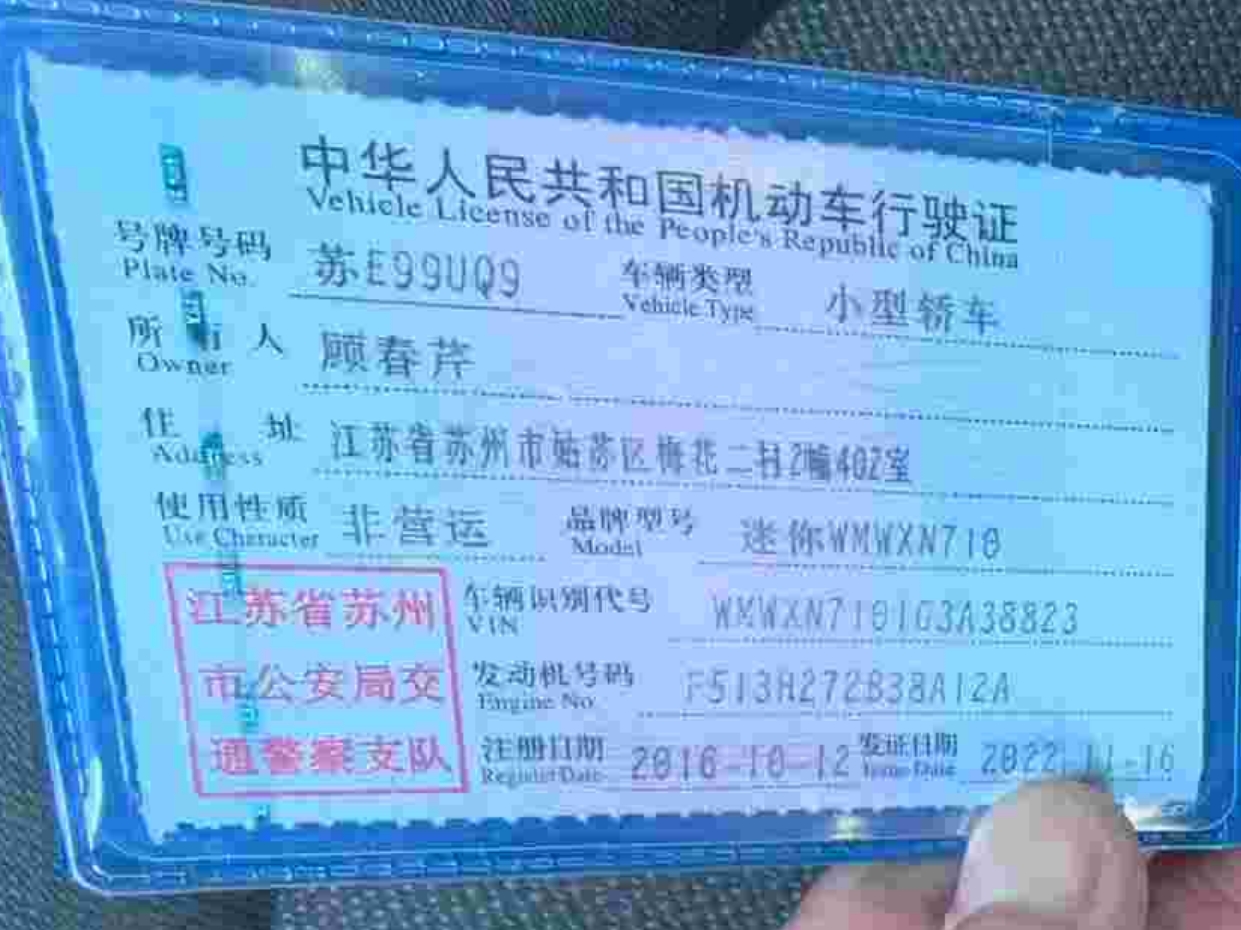 中华人民共和国机动车行驶证
Vehicle License of the People's Republic of China
号牌号码 苏E99UQ9 车辆类型 小型轿车
Plate No. Vehicle Type
所有人 顾春芹
Owner
住址 江苏省苏州市姑苏区梅花二村2幢402室
Address
使用性质 非营运 品牌型号 迷你WMWXN710
Use Character Model
江苏省苏州
市公安局交
通警察支队
车辆识别代号 WMWXN7101G3A38823
VIN
发动机号码 F513H272B38A12A
Engine No.
注册日期 2016-10-12 发证日期 2022-11-16
Register Date Issue Date